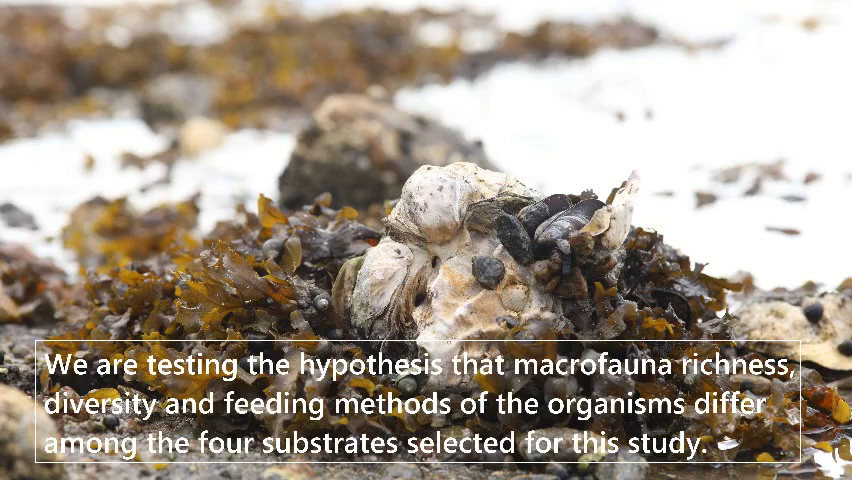 We are testing the hypothesis that macrofauna richness,
diversity and feeding methods of the organisms differ
among the four substrates selected for this study.